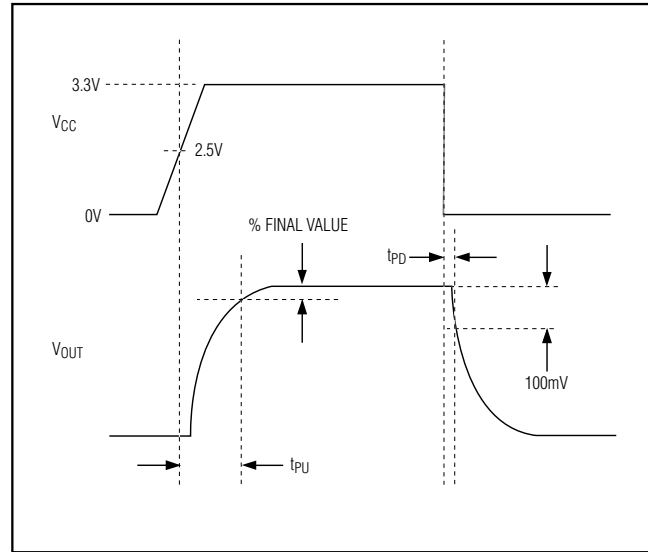 3.3V
VCC
2.5V
0V
% FINAL VALUE
tPD
VOUT
100mV
tPU